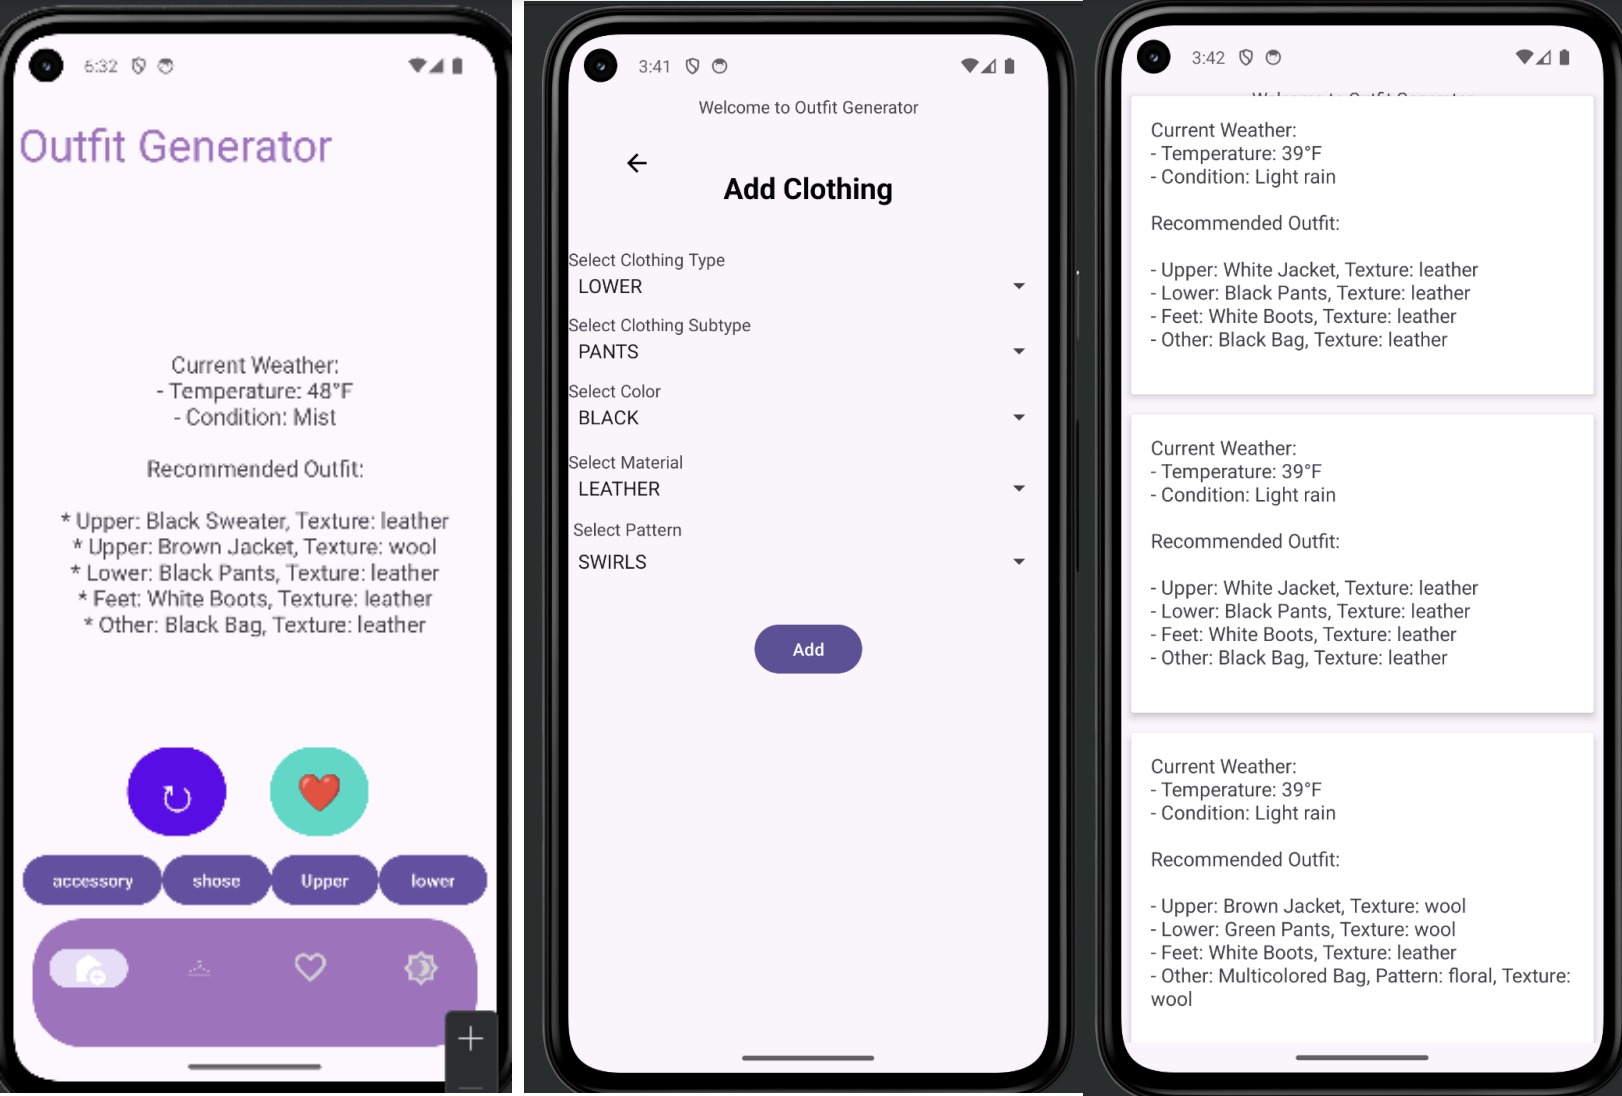 6:32
Outfit Generator
Current Weather:
- Temperature: 48°F
- Condition: Mist
Recommended Outfit:
* Upper: Black Sweater, Texture: leather
* Upper: Brown Jacket, Texture: wool
* Lower: Black Pants, Texture: leather
* Feet: White Boots, Texture: leather
* Other: Black Bag, Texture: leather
accessory
shose
Upper
lower
3:41
Welcome to Outfit Generator
Add Clothing
Select Clothing Type
LOWER
Select Clothing Subtype
PANTS
Select Color
BLACK
Select Material
LEATHER
Select Pattern
SWIRLS
Add
3:42
Welcome to Outfit Generator
Current Weather:
- Temperature: 39°F
- Condition: Light rain
Recommended Outfit:
- Upper: White Jacket, Texture: leather
- Lower: Black Pants, Texture: leather
- Feet: White Boots, Texture: leather
- Other: Black Bag, Texture: leather
Current Weather:
- Temperature: 39°F
- Condition: Light rain
Recommended Outfit:
- Upper: White Jacket, Texture: leather
- Lower: Black Pants, Texture: leather
- Feet: White Boots, Texture: leather
- Other: Black Bag, Texture: leather
Current Weather:
- Temperature: 39°F
- Condition: Light rain
Recommended Outfit:
- Upper: Brown Jacket, Texture: wool
- Lower: Green Pants, Texture: wool
- Feet: White Boots, Texture: leather
- Other: Multicolored Bag, Pattern: floral, Texture:
wool